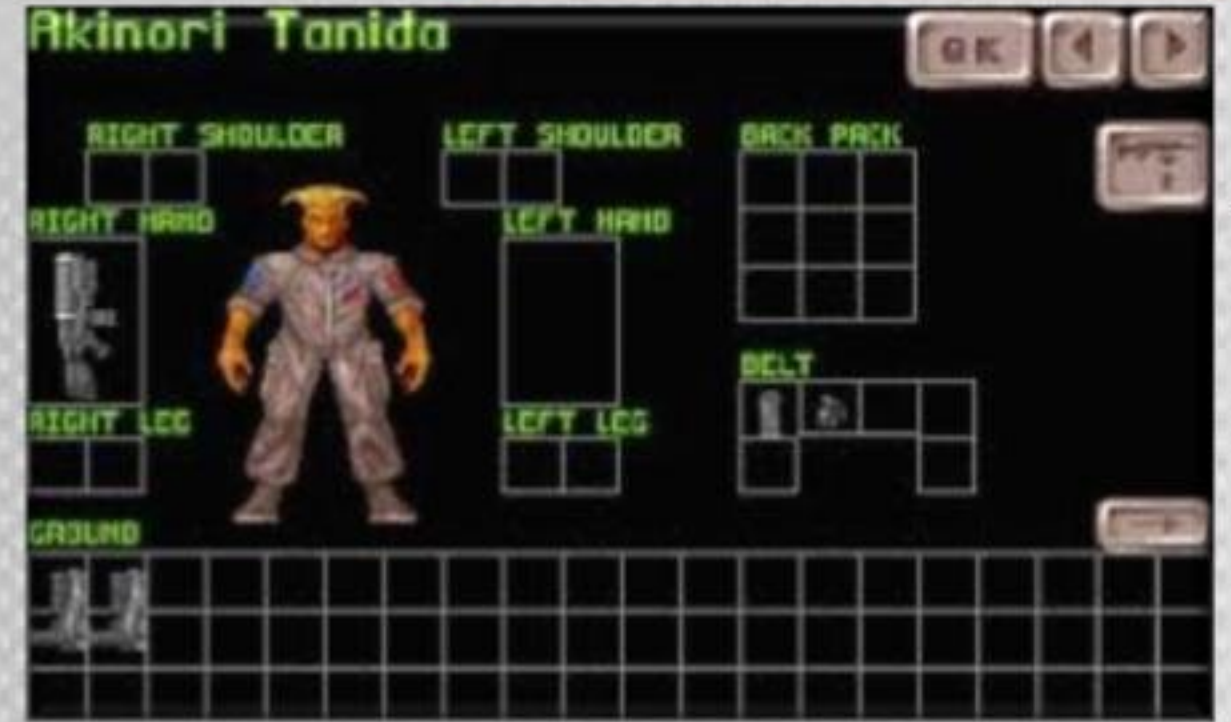 Akinori Tanida
OK
RIGHT SHOULDER
LEFT SHOULDER
BACK PACK
RIGHT HAND
LEFT HAND
BELT
RIGHT LEG
LEFT LEG
GROUND